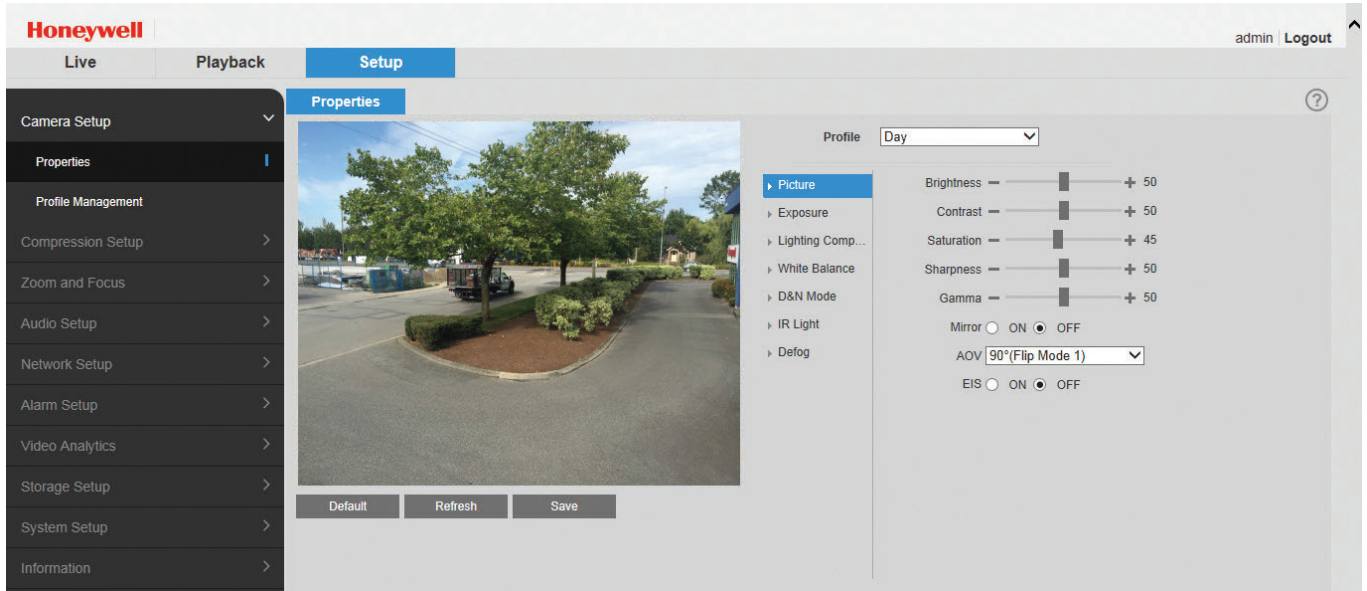 Honeywell
admin Logout
Live Playback Setup
Camera Setup
Properties
Profile Management
Compression Setup
Zoom and Focus
Audio Setup
Network Setup
Alarm Setup
Video Analytics
Storage Setup
System Setup
Information
Properties
?
Default Refresh Save
Profile Day
Picture
Exposure
Lighting Comp...
White Balance
D&N Mode
IR Light
Defog
Brightness 50
Contrast 50
Saturation 45
Sharpness 50
Gamma 50
Mirror ON OFF
AOV 90°(Flip Mode 1)
EIS ON OFF